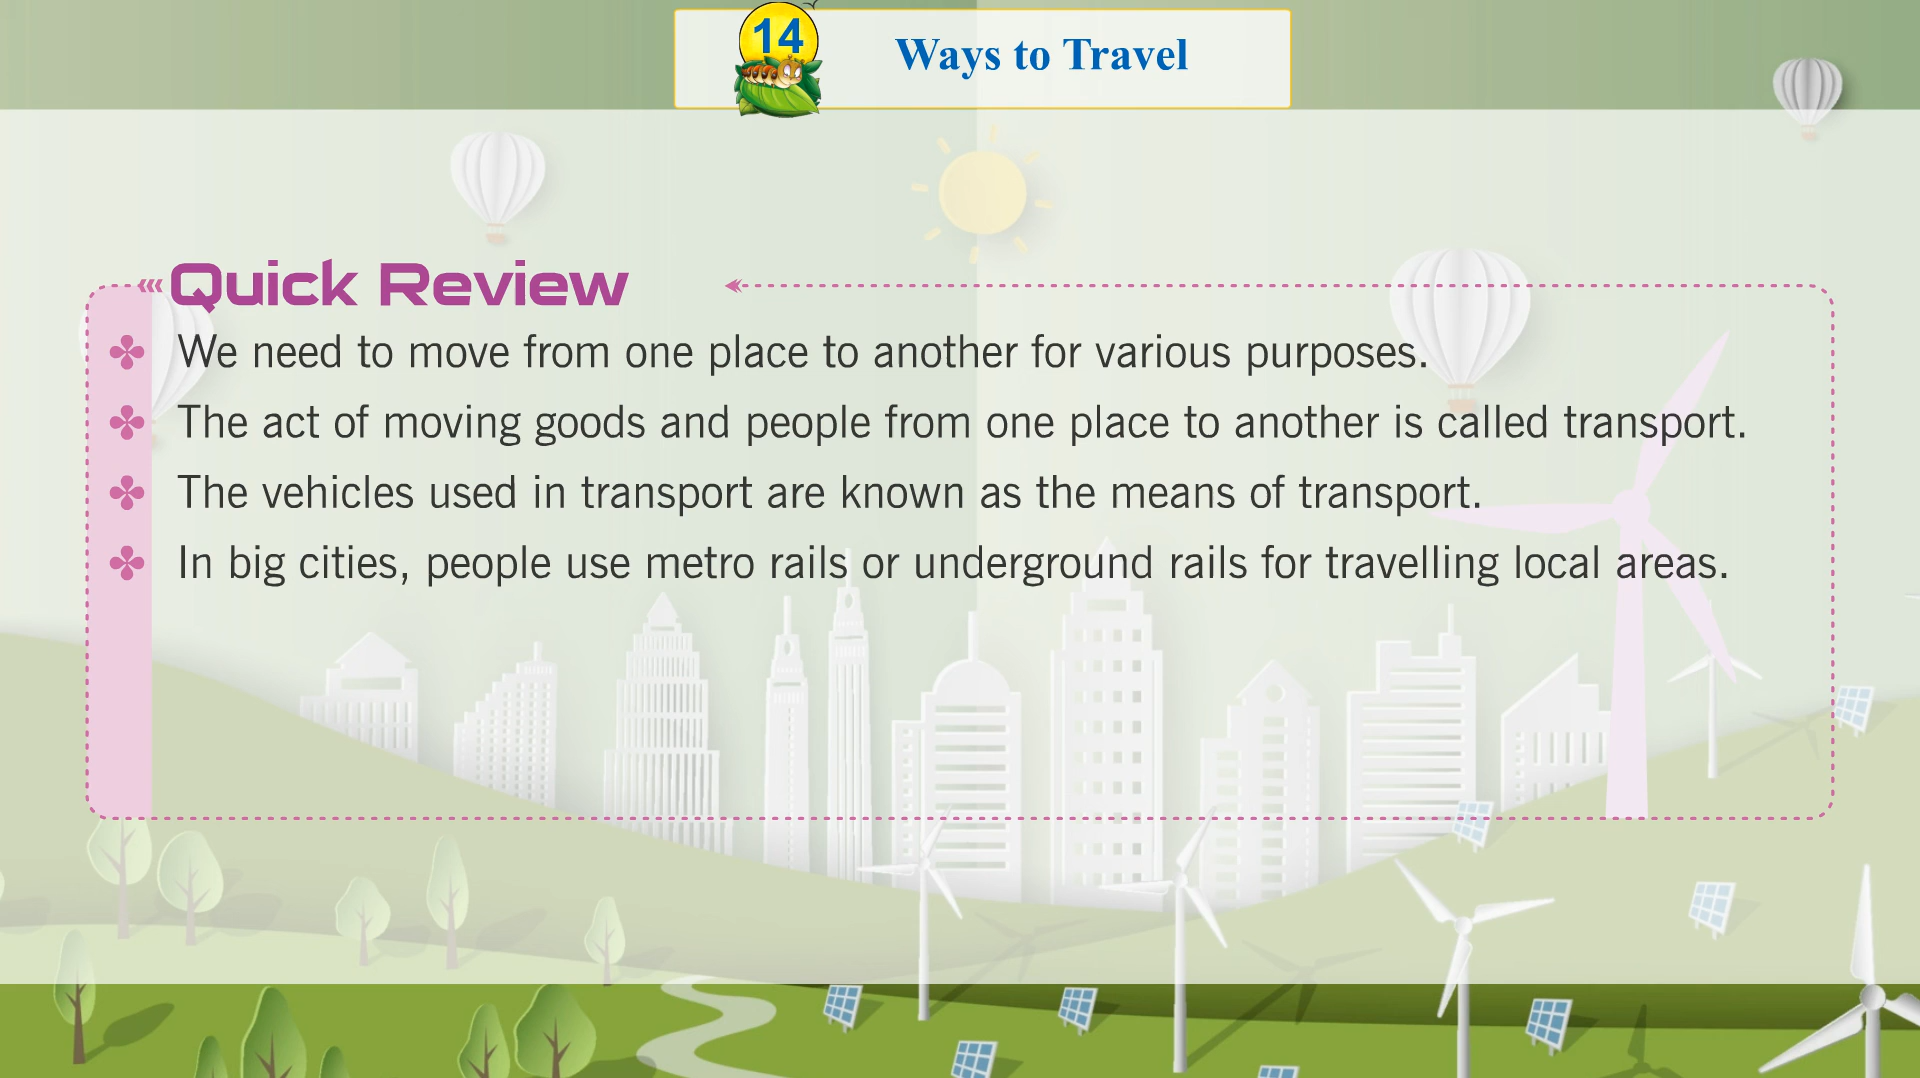 14
Ways to Travel
Quick Review
We need to move from one place to another for various purposes.
The act of moving goods and people from one place to another is called transport.
The vehicles used in transport are known as the means of transport.
In big cities, people use metro rails or underground rails for travelling local areas.